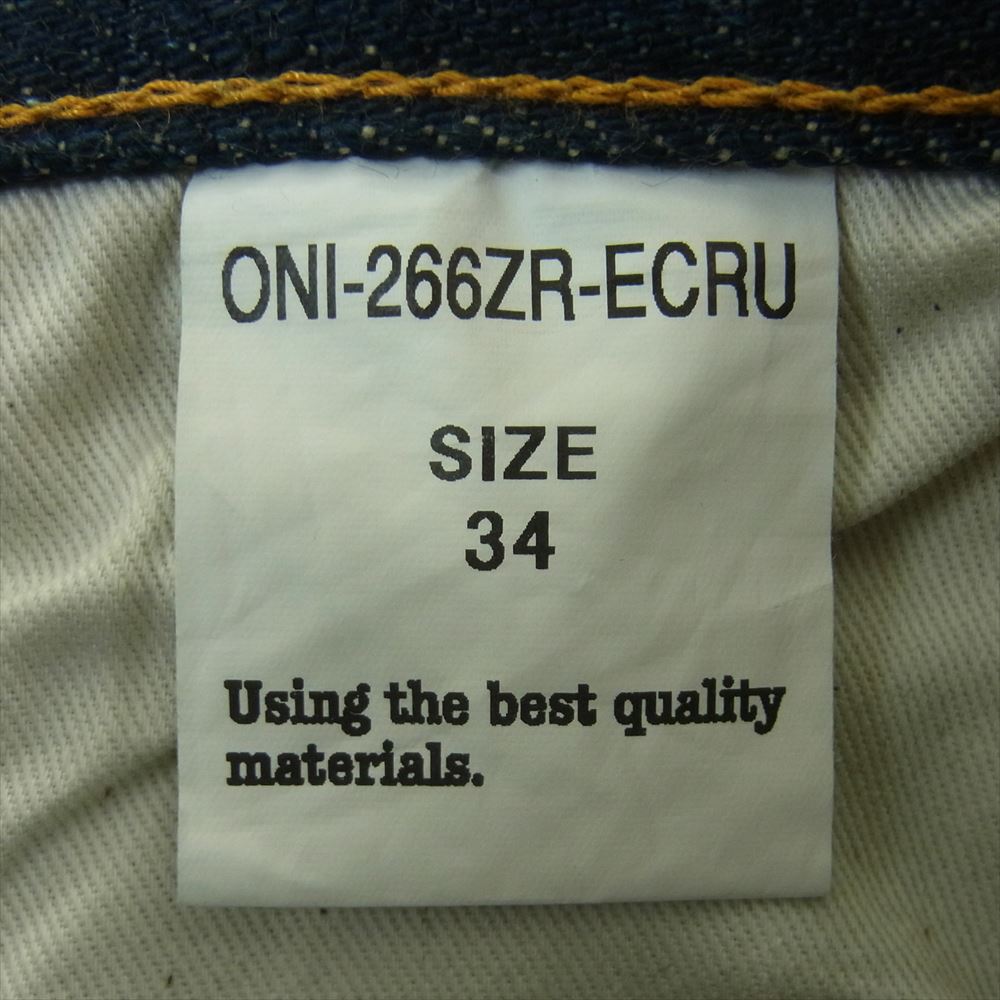 ONI-266ZR-ECRU
SIZE
34
Using the best quality
materials.